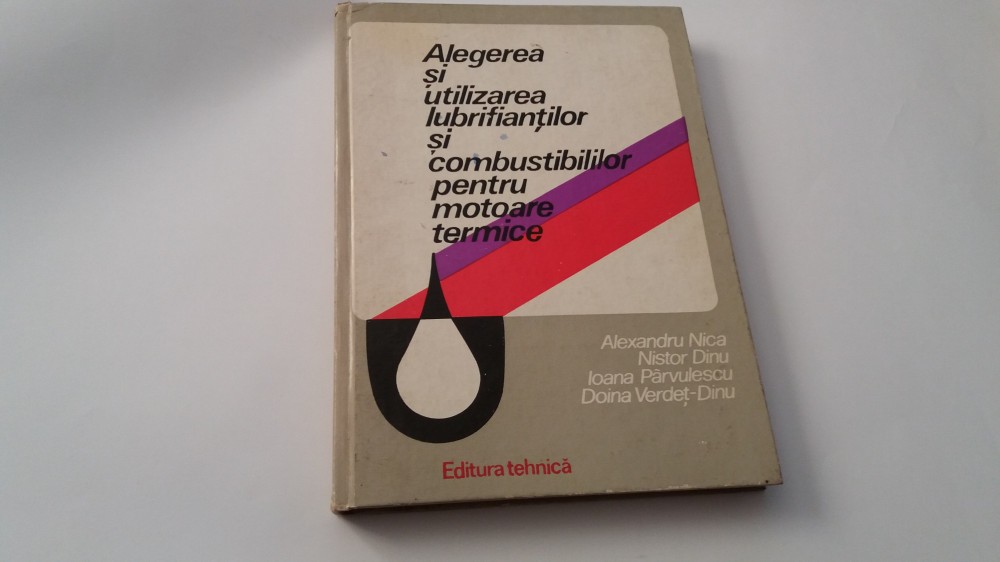 Alegerea
și
utilizarea
lubrifianților
și
combustibililor
pentru
motoare
termice
Alexandru Nica
Nistor Dinu
Ioana Pârvulescu
Doina Verdeț-Dinu
Editura tehnică